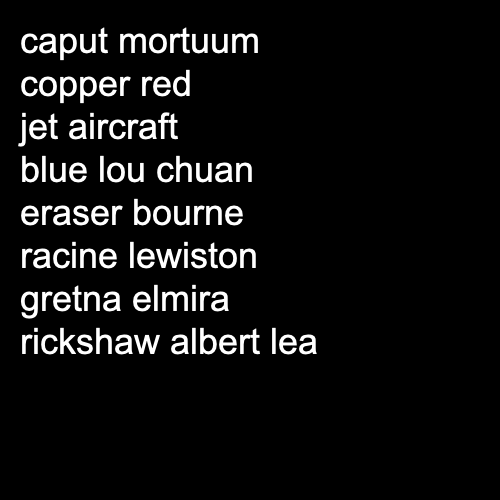 caput mortuum
copper red
jet aircraft
blue lou chuan
eraser bourne
racine lewiston
gretna elmira
rickshaw albert lea